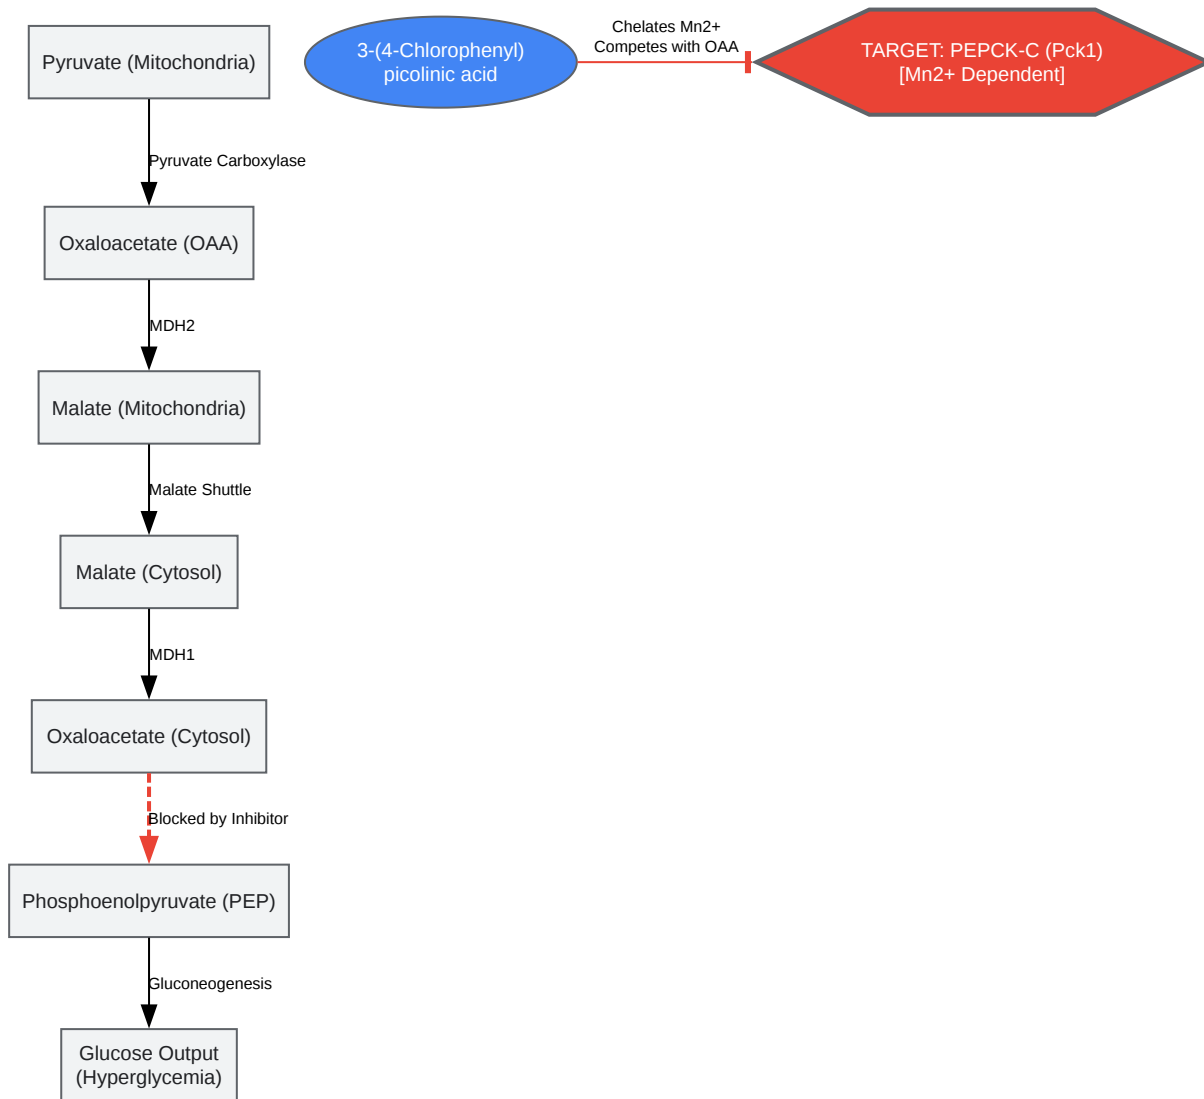 Pyruvate (Mitochondria)
3-(4-Chlorophenyl)
picolinic acid
Chelates Mn2+
Competes with OAA
TARGET: PEPCK-C (Pck1)
[Mn2+ Dependent]
Pyruvate Carboxylase
Oxaloacetate (OAA)
MDH2
Malate (Mitochondria)
Malate Shuttle
Malate (Cytosol)
MDH1
Oxaloacetate (Cytosol)
Blocked by Inhibitor
Phosphoenolpyruvate (PEP)
Gluconeogenesis
Glucose Output
(Hyperglycemia)